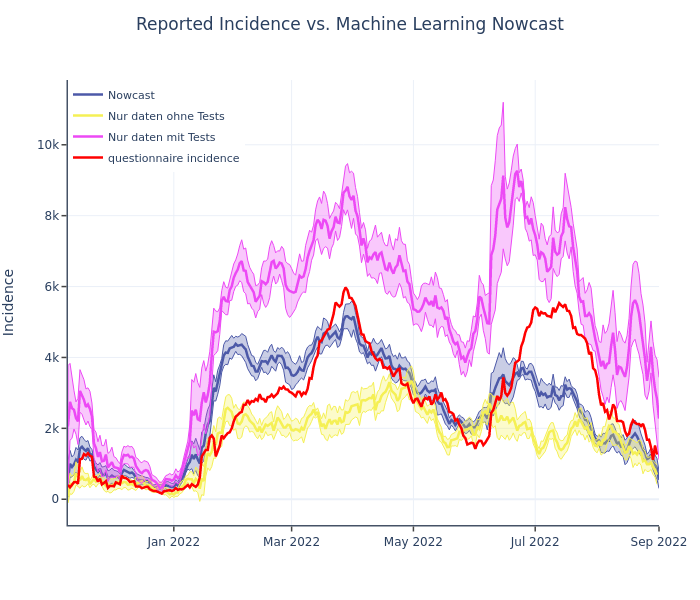 Reported Incidence vs. Machine Learning Nowcast
Nowcast
Nur daten ohne Tests
Nur daten mit Tests
questionnaire incidence
Incidence
10k
8k
6k
4k
2k
0
Jan 2022
Mar 2022
May 2022
Jul 2022
Sep 2022